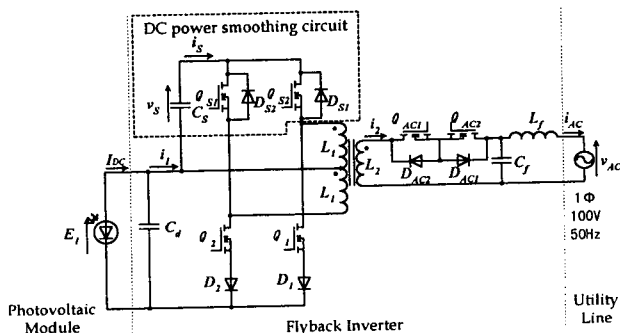 DC power smoothing circuit
i_S
v_S
C_S
Q_S1
D_S2
Q_S2
D_S1
i_2
Q_AC1
Q_AC2
L_f
i_AC
L_1
L_2
D_AC2
D_AC1
C_f
v_AC
1Φ
100V
50Hz
I_DC
i_1
L_1
E_1
C_d
Q_2
Q_1
D_2
D_1
Photovoltaic
Module
Flyback Inverter
Utility
Line